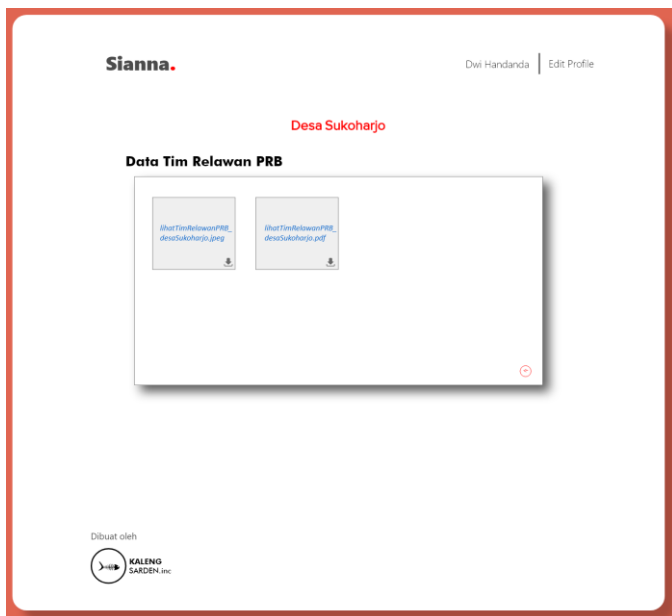 Sianna.
Dwi Handanda
Edit Profile
Desa Sukoharjo
Data Tim Relawan PRB
lihatTimRelawanPRB_
desaSukoharjo.jpeg
lihatTimRelawanPRB_
desaSukoharjo.pdf
Dibuat oleh
KALENG
SARDEN.inc